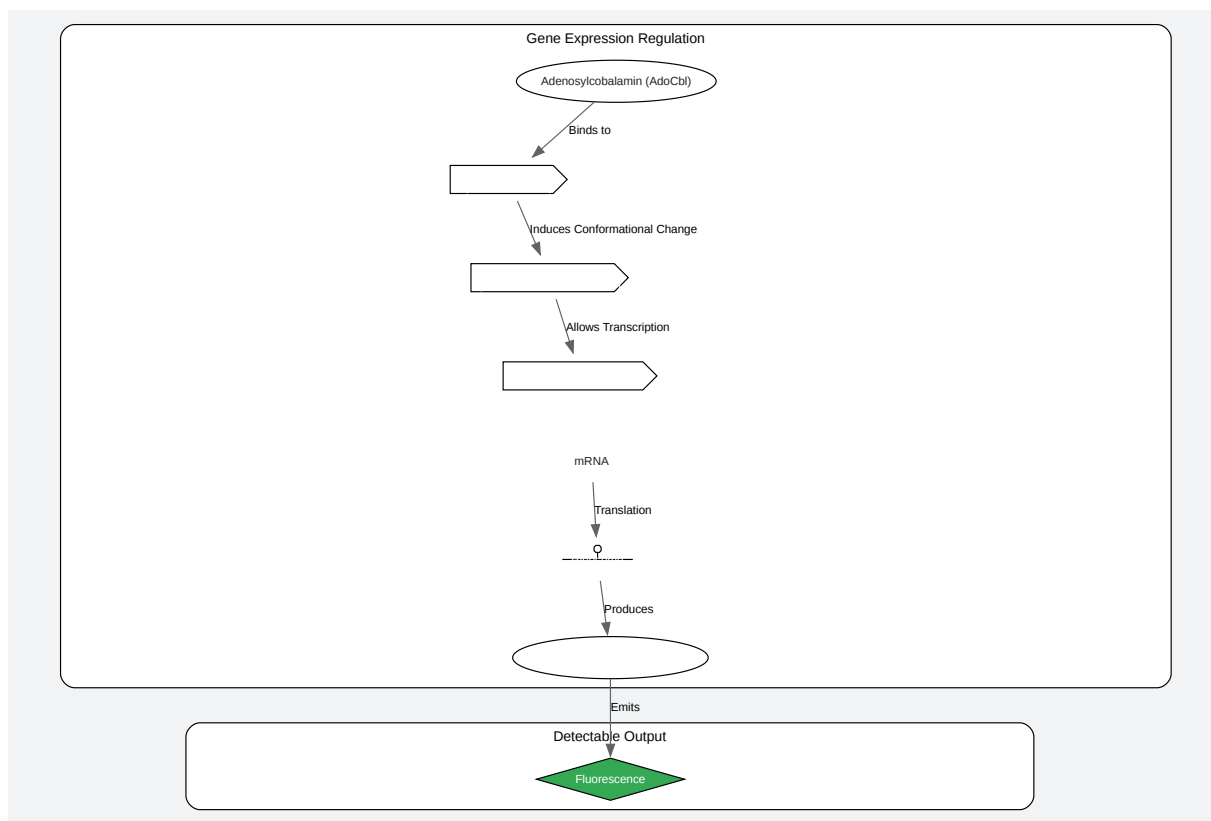 Gene Expression Regulation
Adenosylcobalamin (AdoCbl)
Binds to
Induces Conformational Change
Allows Transcription
mRNA
Translation
Produces
Emits
Detectable Output
Fluorescence